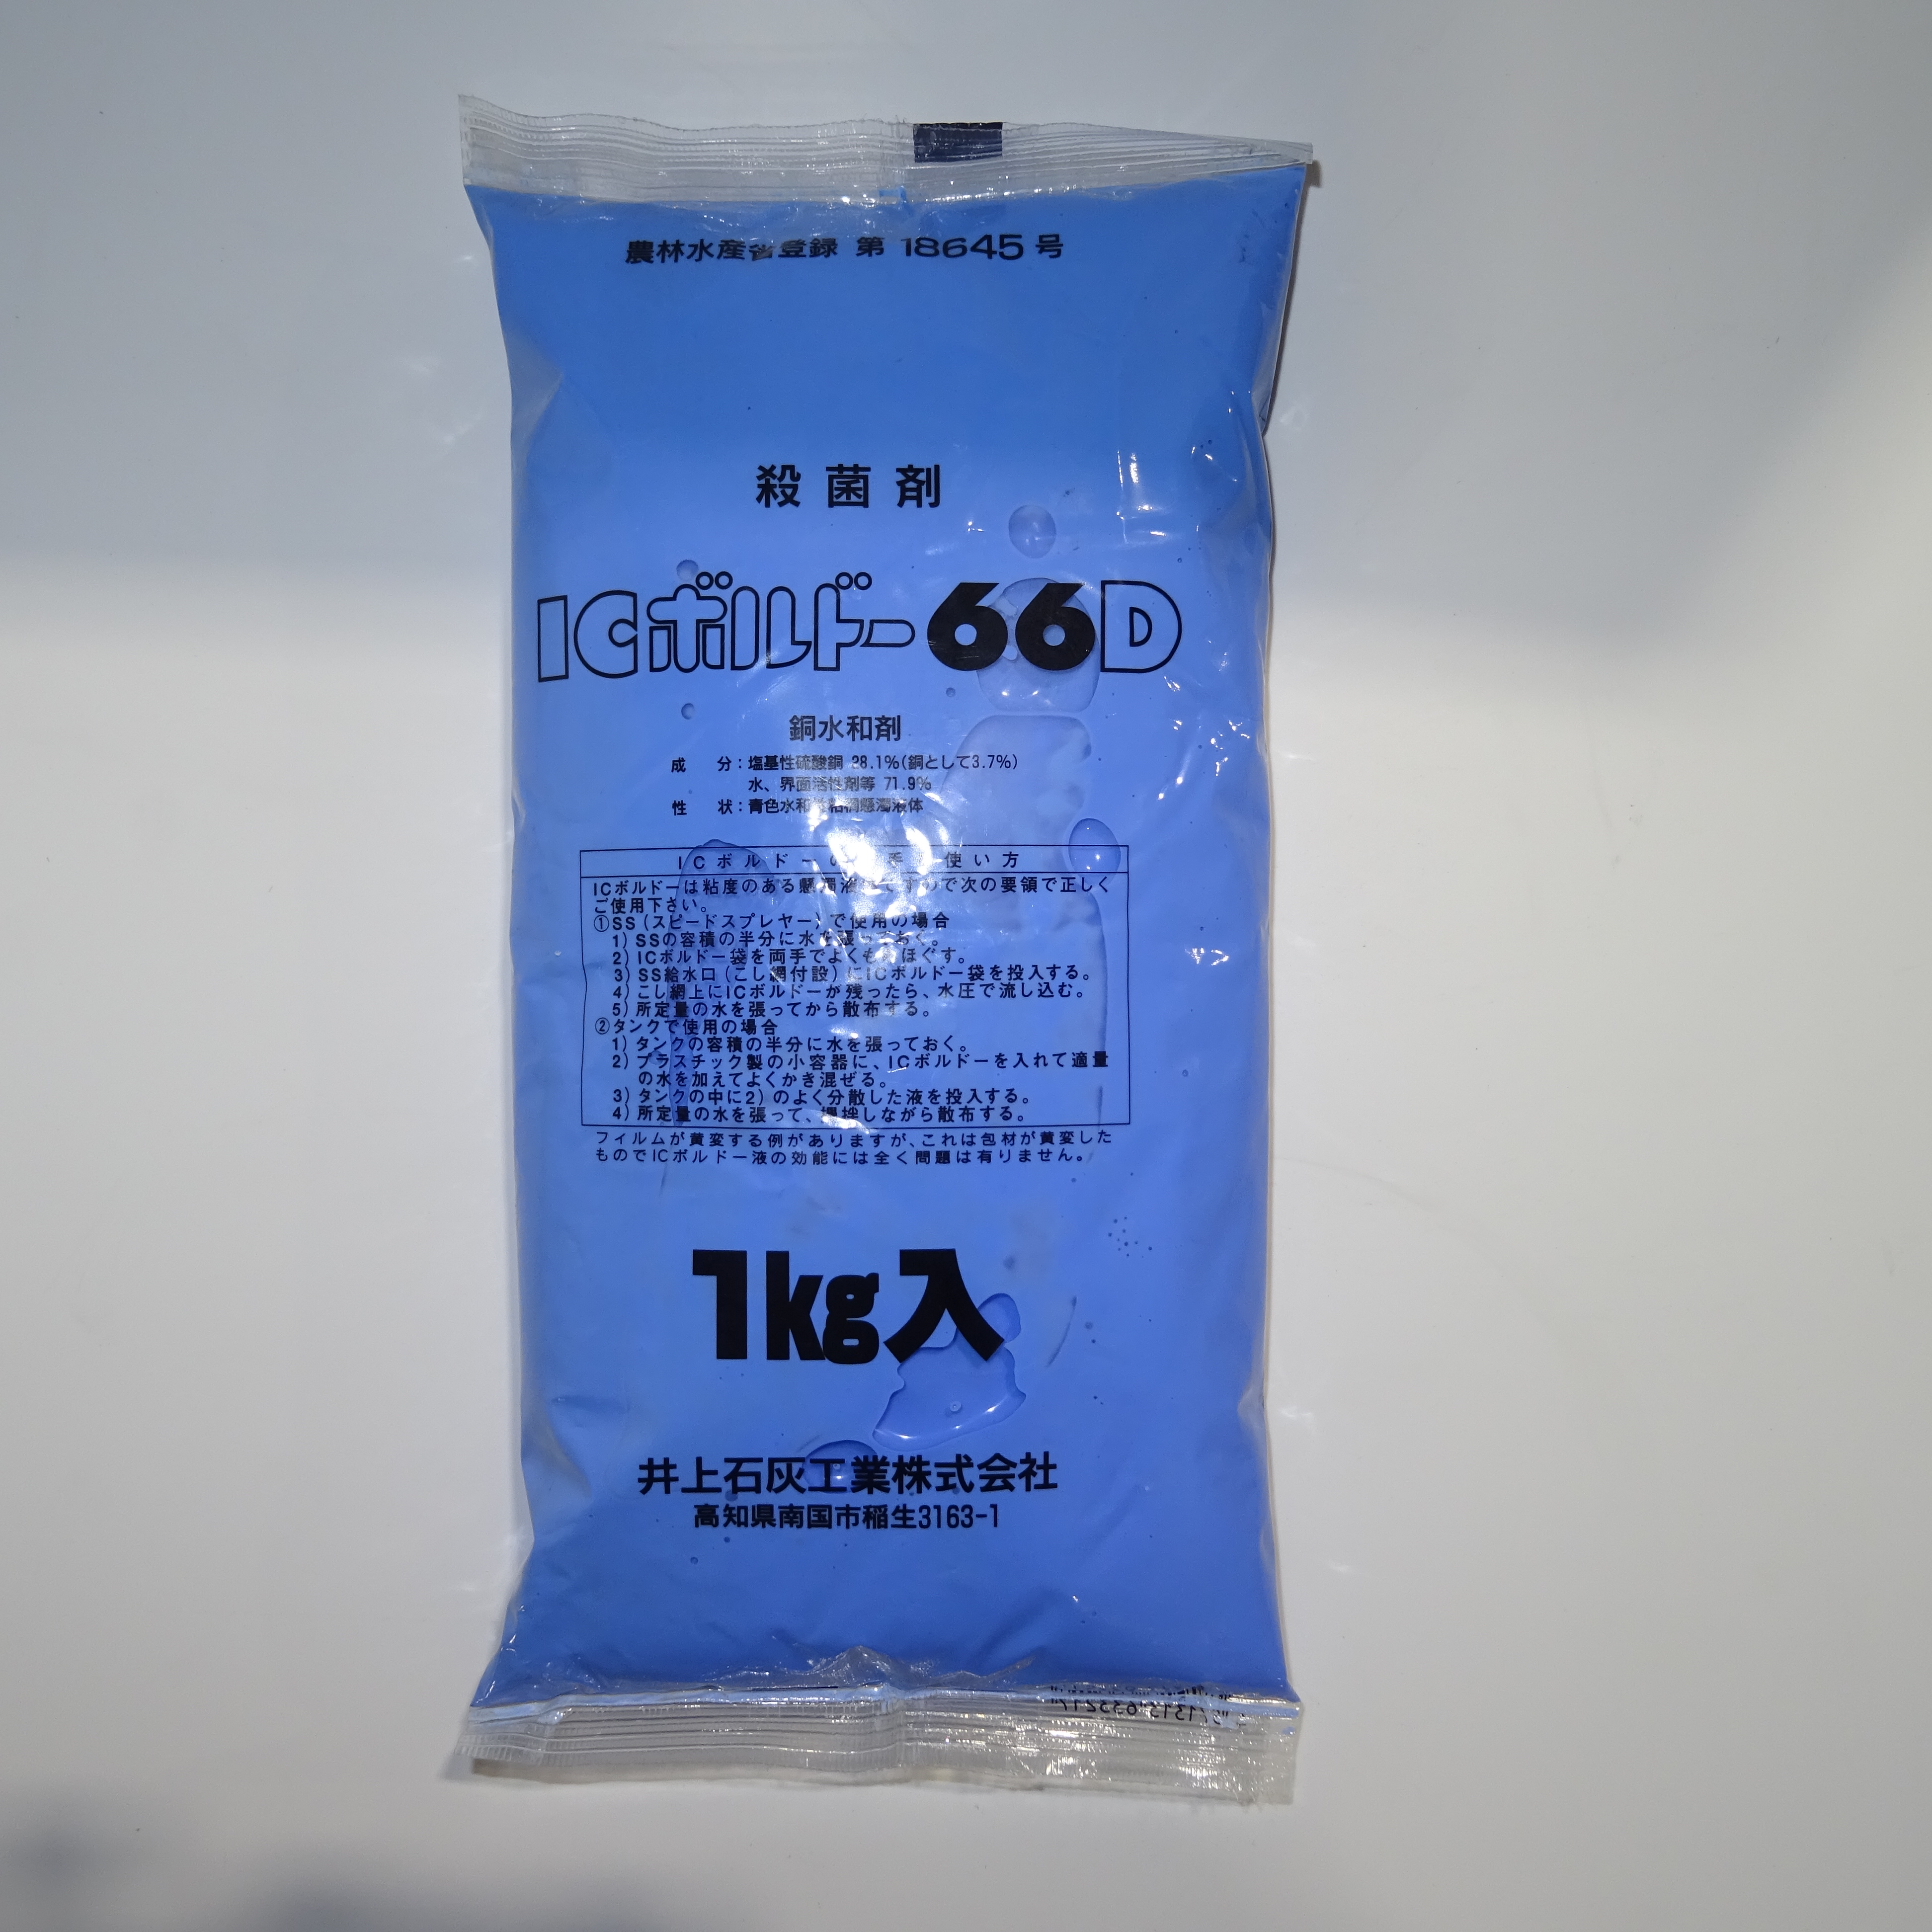 農林水産省登録 第 18645 号
殺菌剤
ICボルドー66D
銅水和剤
成 分：塩基性硫酸銅 28.1%(銅として3.7%)
水、界面活性剤等 71.9%
性 状：青色水和性粘稠懸濁液体
ICボルドーの 使い方
ICボルドーは粘度のある懸濁液 ですので次の要領で正しく
ご使用下さい。
①SS（スピードスプレヤー）で使用の場合
1) SSの容積の半分に水を張っておく。
2) ICボルドー袋を両手でよくもみほぐす。
3) SS給水口（こし網付設）にICボルドー袋を投入する。
4) こし網上にICボルドーが残ったら、水圧で流し込む。
5) 所定量の水を張ってから散布する。
②タンクで使用の場合
1) タンクの容積の半分に水を張っておく。
2) プラスチック製の小容器に、ICボルドーを入れて適量
の水を加えてよくかき混ぜる。
3) タンクの中に2）のよく分散した液を投入する。
4) 所定量の水を張って、攪拌しながら散布する。
フィルムが黄変する例がありますが、これは包材が黄変した
ものでICボルドー液の効能には全く問題は有りません。
1kg入
井上石灰工業株式会社
高知県南国市稲生3163-1